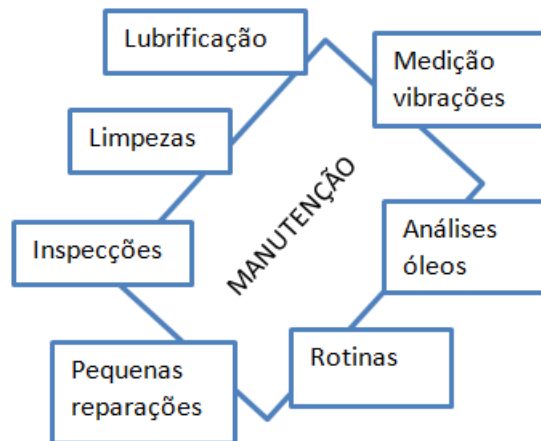 Lubrificação
Medição
vibrações
Limpezas
MANUTENÇÃO
Inspecções
Análises
óleos
Pequenas
reparações
Rotinas